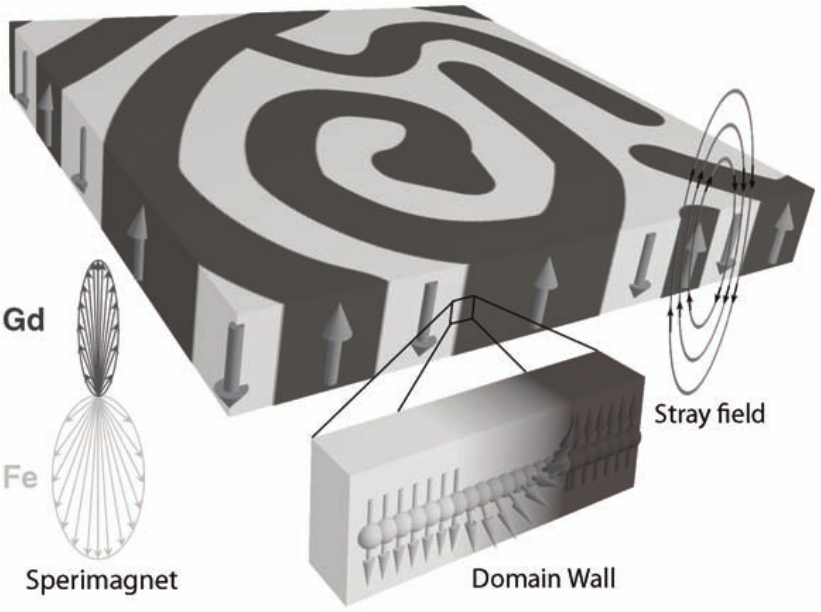 Gd
Fe
Sperimagnet
Stray field
Domain Wall